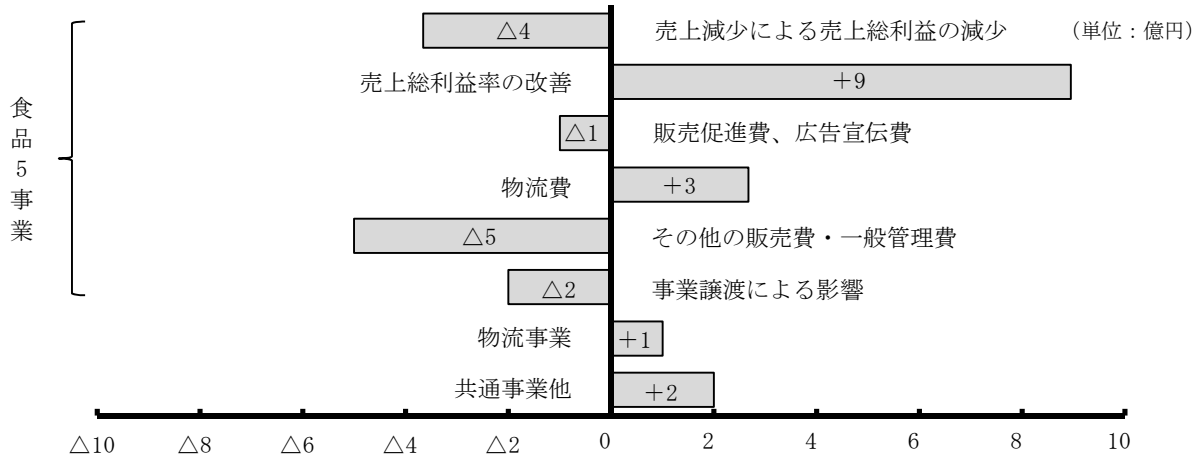 △4 売上減少による売上総利益の減少 (単位:億円)
売上総利益率の改善 +9
△1 販売促進費、広告宣伝費
物流費 +3
△5 その他の販売費・一般管理費
△2 事業譲渡による影響
物流事業 +1
共通事業他 +2
食品5事業
△10 △8 △6 △4 △2 0 2 4 6 8 10